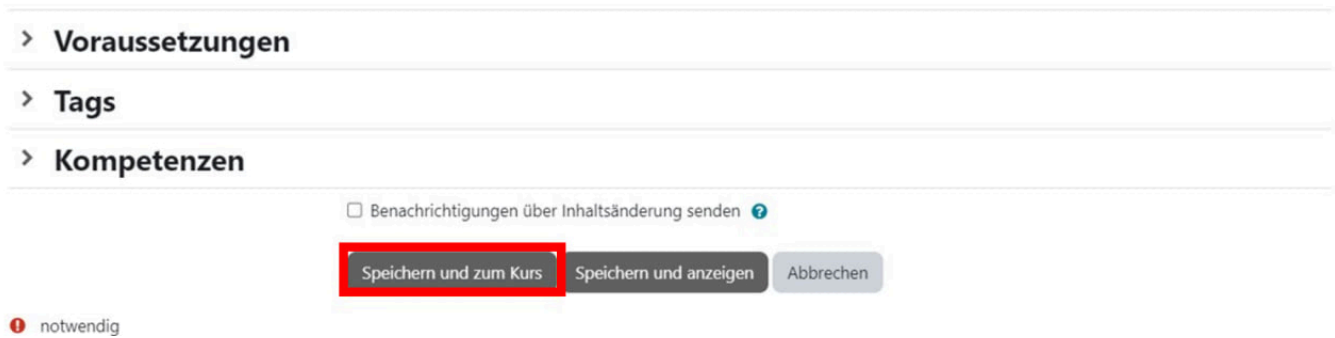 Voraussetzungen
Tags
Kompetenzen
Benachrichtigungen über Inhaltsänderung senden
Speichern und zum Kurs Speichern und anzeigen Abbrechen
notwendig